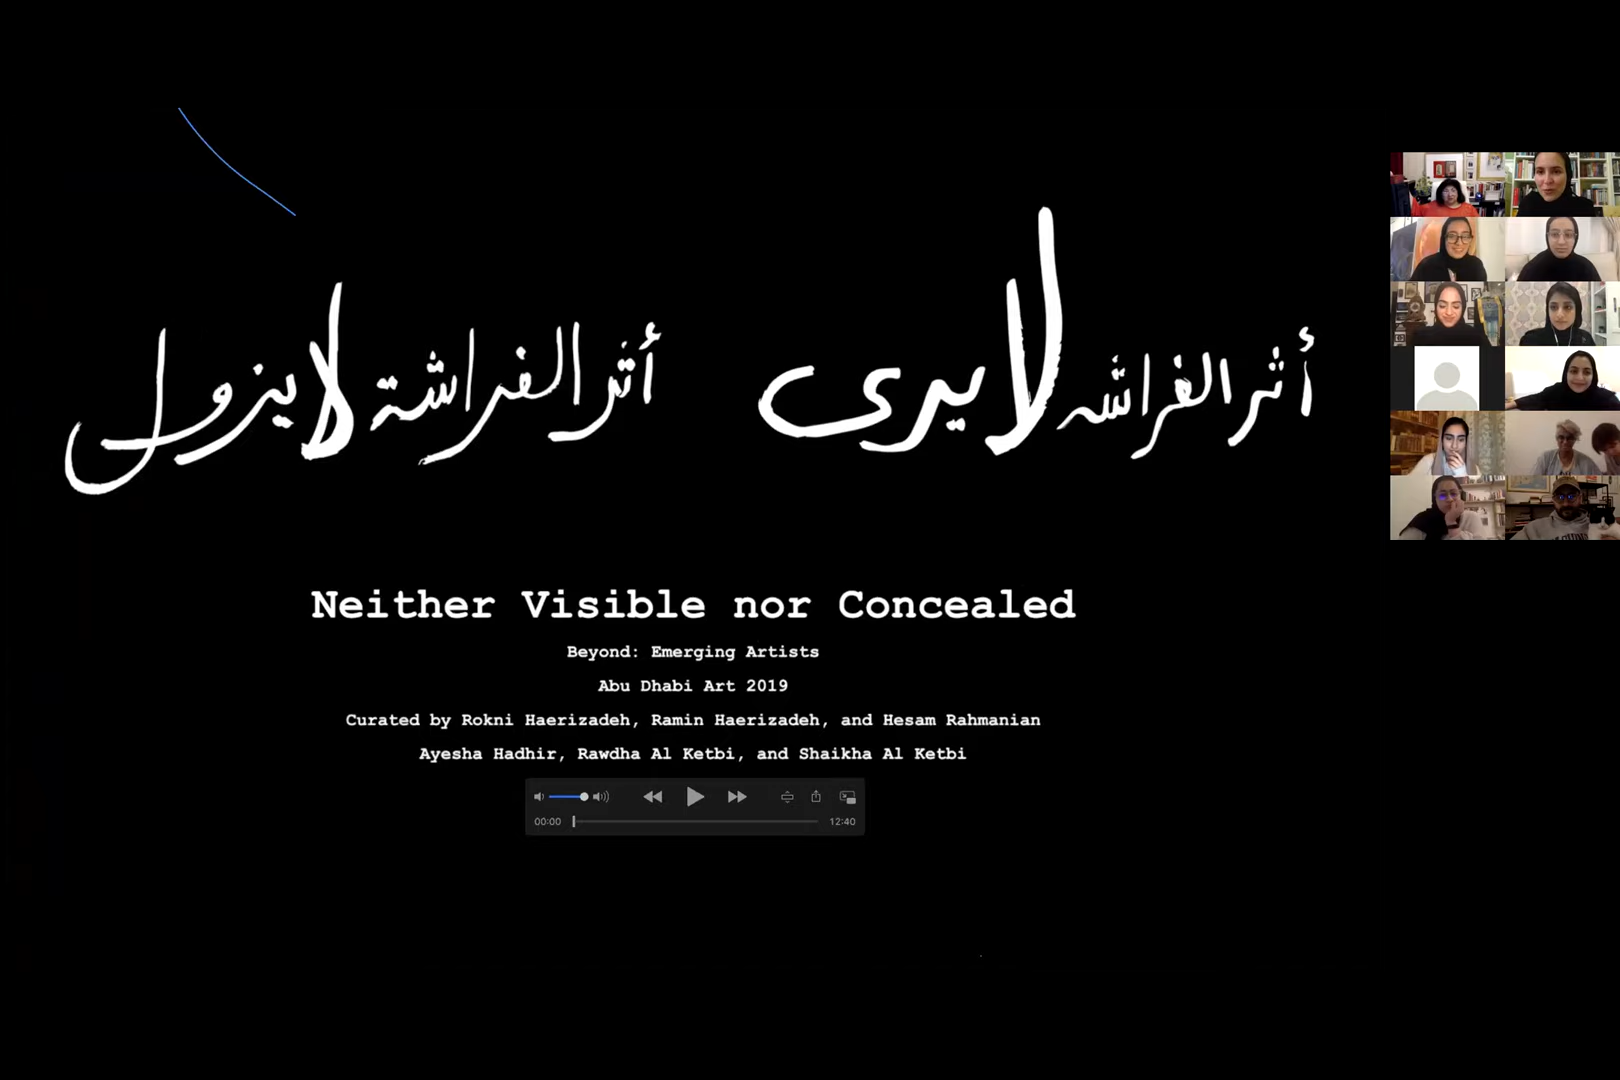 أثر الفراشه لا يرى أثر الفراشة لا يزول
Neither Visible nor Concealed
Beyond: Emerging Artists
Abu Dhabi Art 2019
Curated by Rokni Haerizadeh, Ramin Haerizadeh, and Hesam Rahmanian
Ayesha Hadhir, Rawdha Al Ketbi, and Shaikha Al Ketbi
00:00 12:40